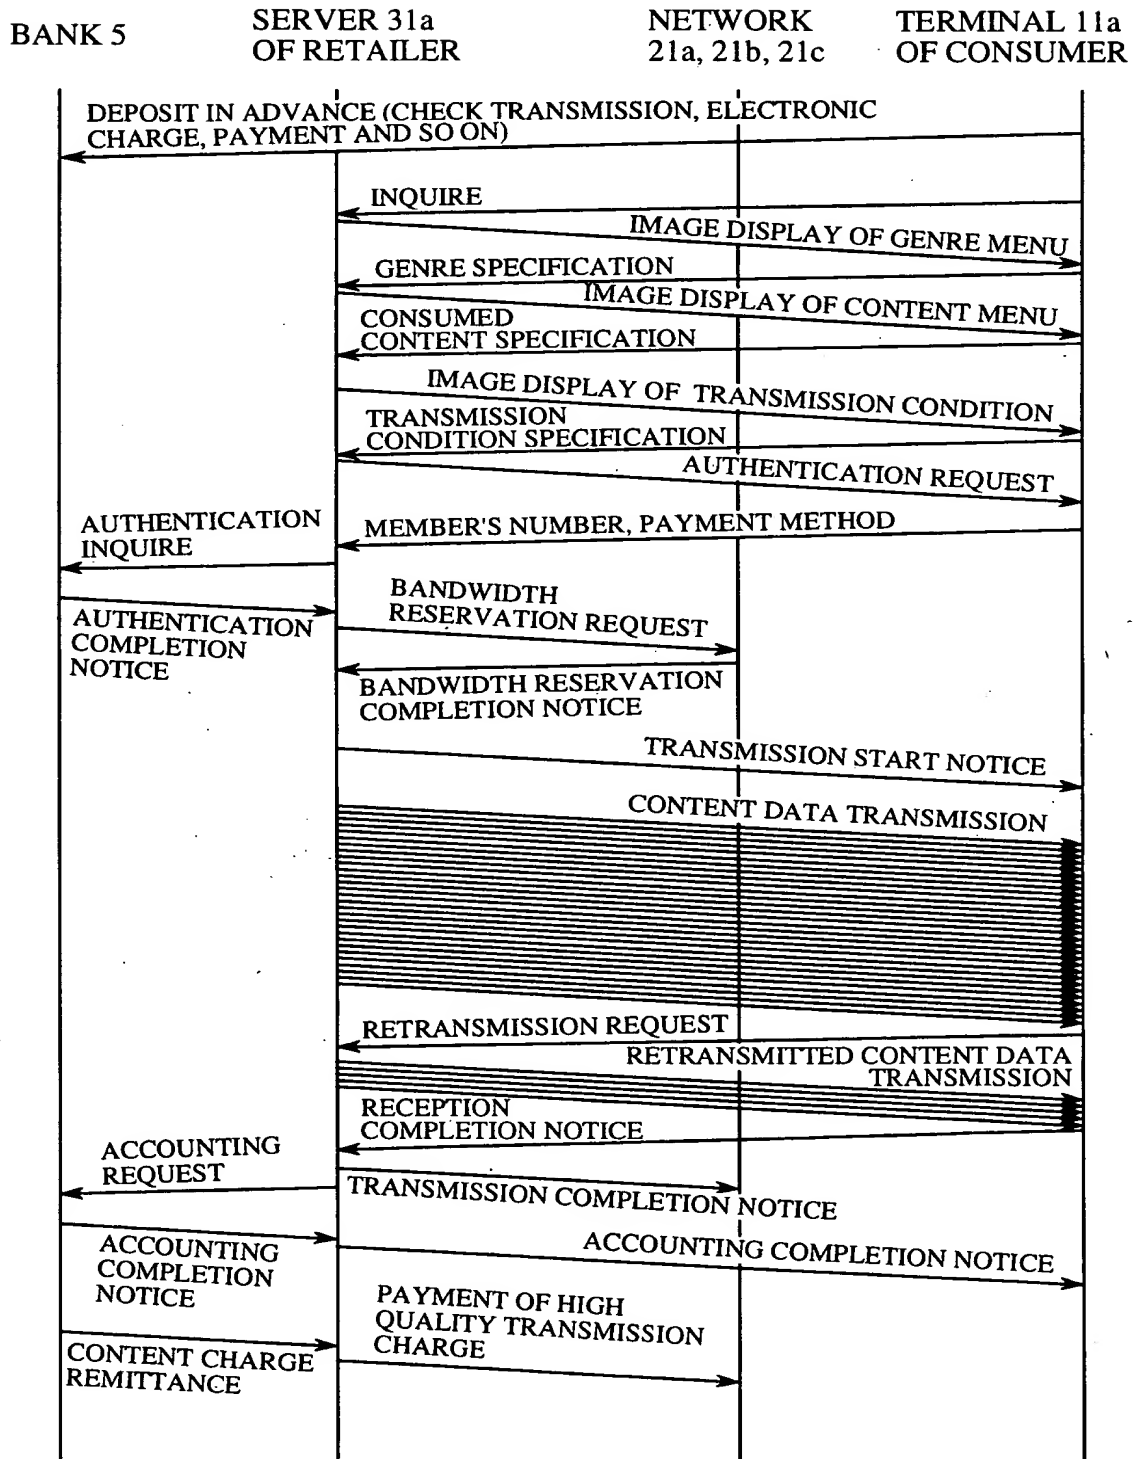 BANK 5
SERVER 31a
OF RETAILER
NETWORK
21a, 21b, 21c
TERMINAL 11a
OF CONSUMER
DEPOSIT IN ADVANCE (CHECK TRANSMISSION, ELECTRONIC
CHARGE, PAYMENT AND SO ON)
INQUIRE
IMAGE DISPLAY OF GENRE MENU
GENRE SPECIFICATION
IMAGE DISPLAY OF CONTENT MENU
CONSUMED
CONTENT SPECIFICATION
IMAGE DISPLAY OF TRANSMISSION CONDITION
TRANSMISSION
CONDITION SPECIFICATION
AUTHENTICATION REQUEST
MEMBER'S NUMBER, PAYMENT METHOD
AUTHENTICATION
INQUIRE
BANDWIDTH
RESERVATION REQUEST
AUTHENTICATION
COMPLETION
NOTICE
BANDWIDTH RESERVATION
COMPLETION NOTICE
TRANSMISSION START NOTICE
CONTENT DATA TRANSMISSION
RETRANSMISSION REQUEST
RETRANSMITTED CONTENT DATA
TRANSMISSION
RECEPTION
COMPLETION NOTICE
ACCOUNTING
REQUEST
TRANSMISSION COMPLETION NOTICE
ACCOUNTING COMPLETION NOTICE
ACCOUNTING
COMPLETION
NOTICE
PAYMENT OF HIGH
QUALITY TRANSMISSION
CHARGE
CONTENT CHARGE
REMITTANCE